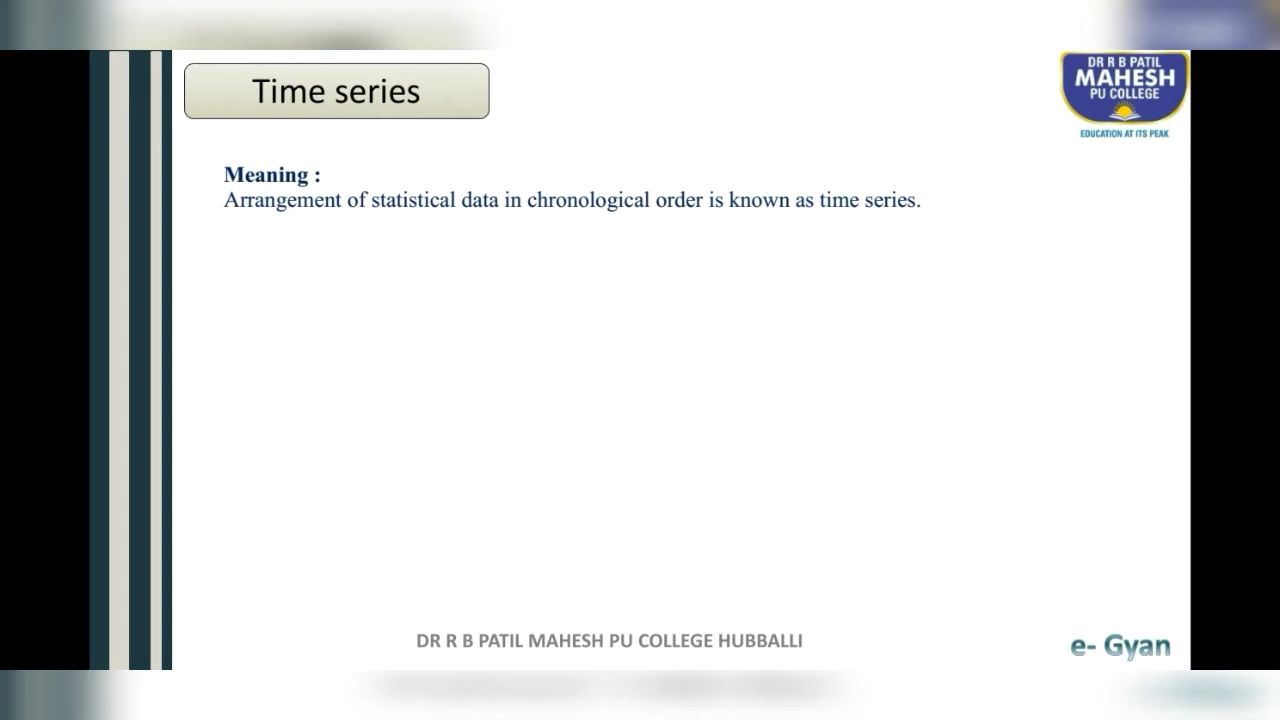 Time series
DR R B PATIL
MAHESH
PU COLLEGE
EDUCATION AT ITS PEAK
Meaning :
Arrangement of statistical data in chronological order is known as time series.
DR R B PATIL MAHESH PU COLLEGE HUBBALLI
e- Gyan